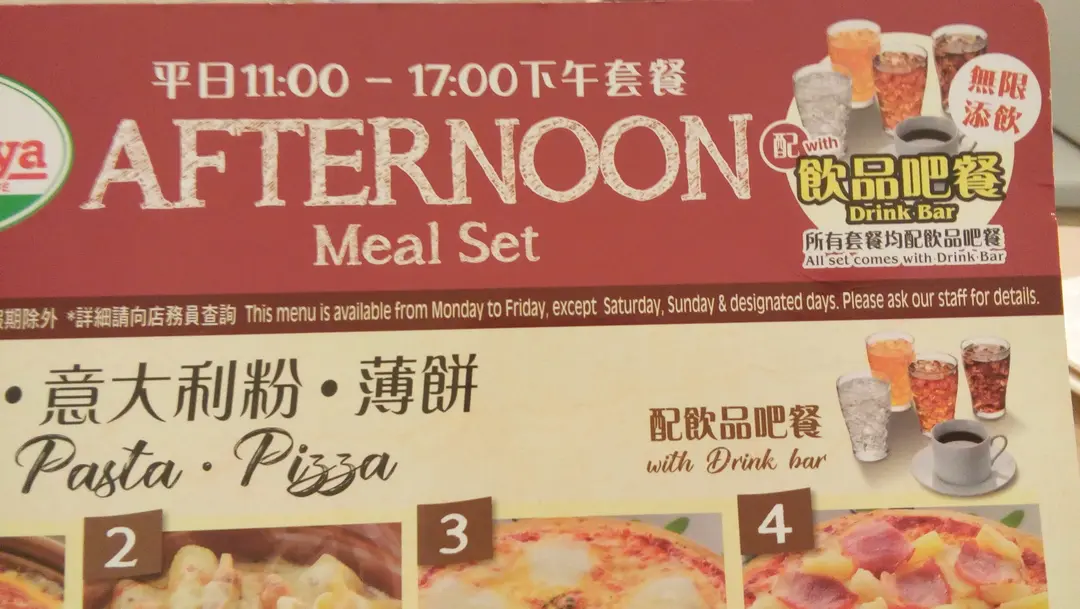 平日11:00 - 17:00下午套餐
AFTERNOON
Meal Set
無限
添飲
配 with
飲品吧餐
Drink Bar
所有套餐均配飲品吧餐
All set comes with Drink Bar
期除外 *詳細請向店務員查詢 This menu is available from Monday to Friday, except Saturday, Sunday & designated days. Please ask our staff for details.
・意大利粉・薄餅
Pasta · Pizza
配飲品吧餐
with Drink bar
2
3
4